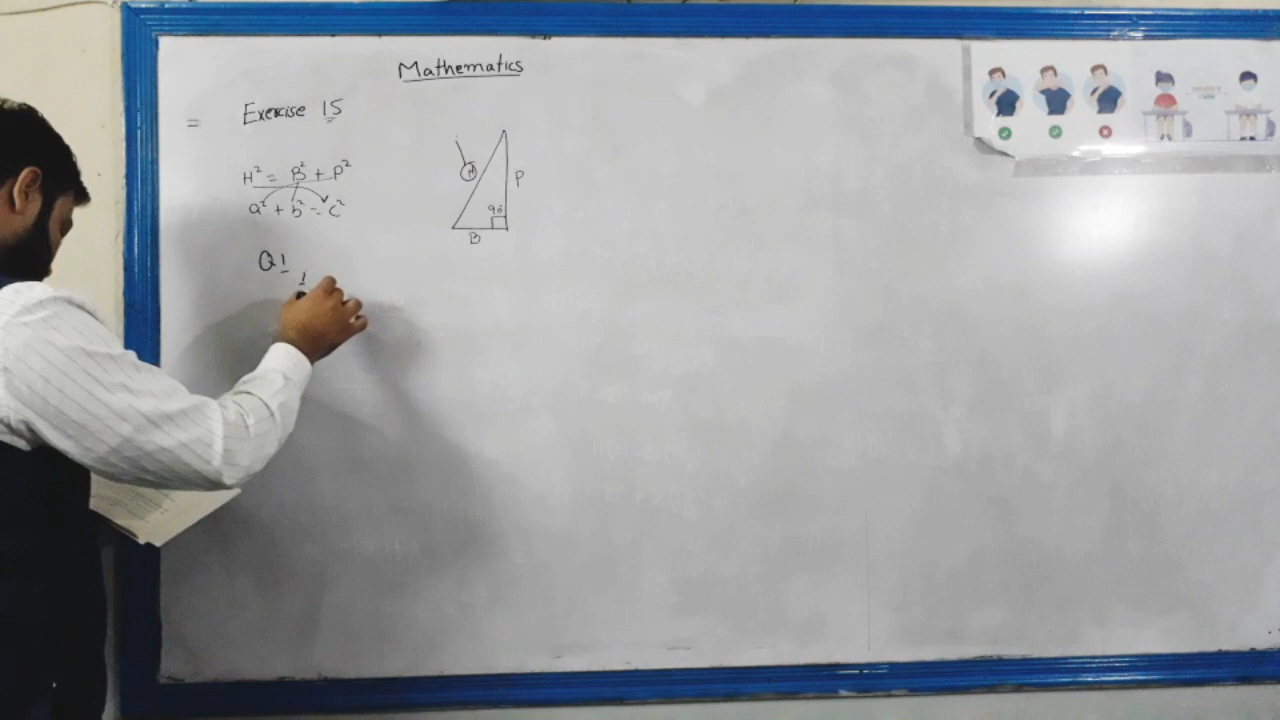 Mathematics
= Exercise 15
H² = B² + P²
a² + b² = c²
H
P
90°
B
Q1
i